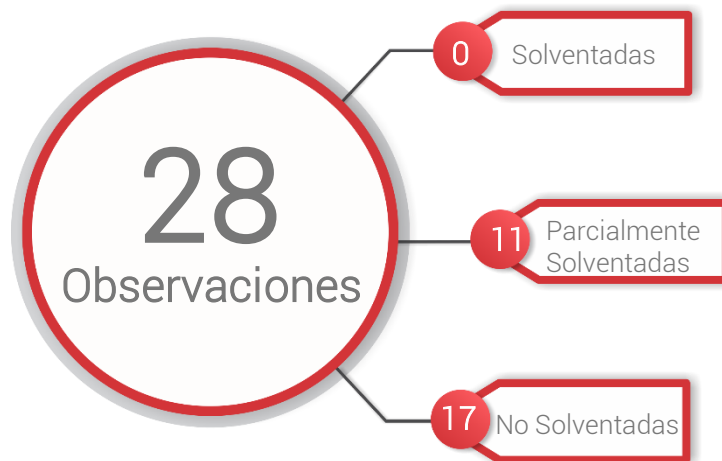 28
Observaciones
0
Solventadas
11
Parcialmente
Solventadas
17
No Solventadas